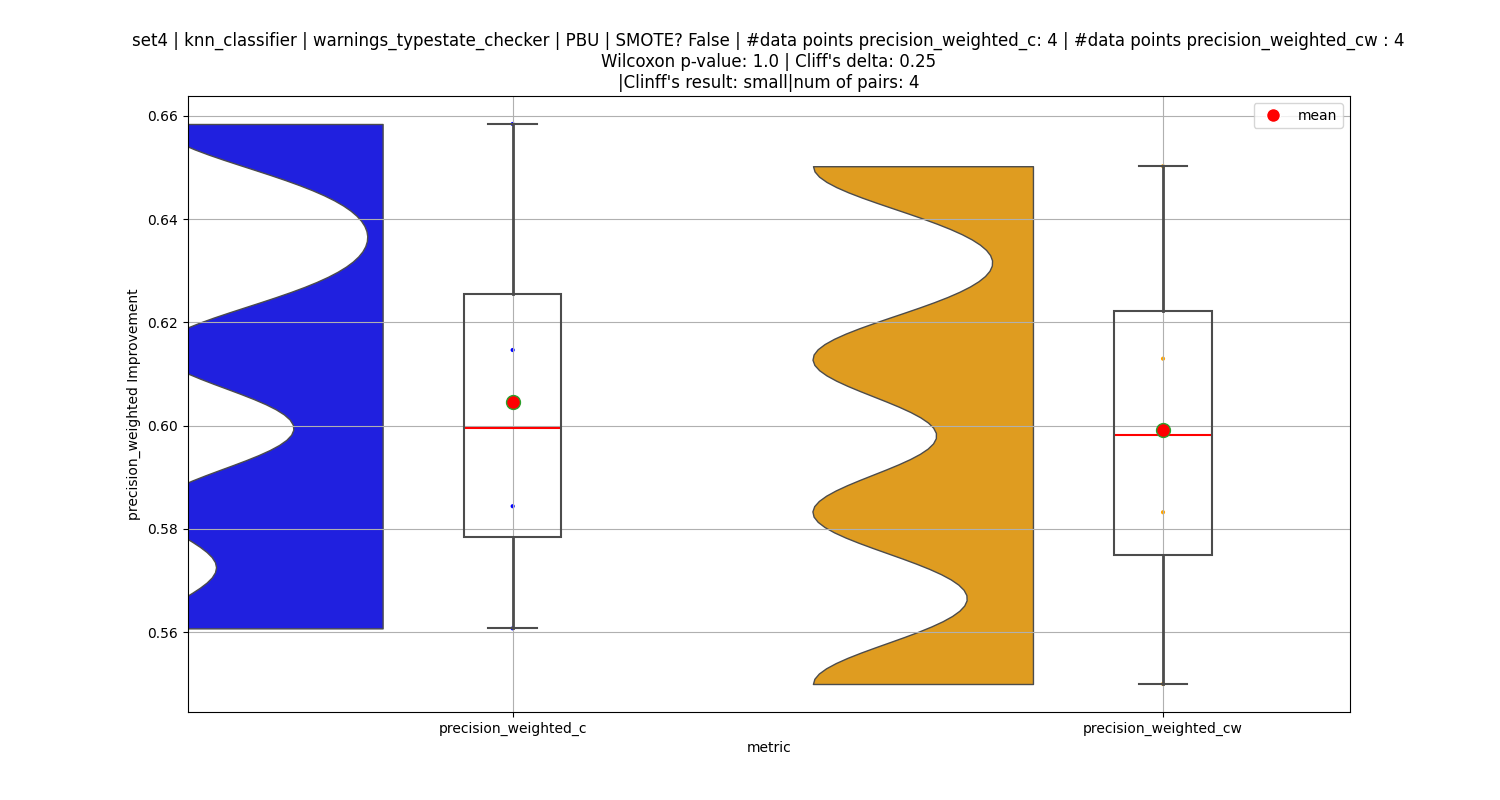 set4 | knn_classifier | warnings_typestate_checker | PBU | SMOTE? False | #data points precision_weighted_c: 4 | #data points precision_weighted_cw : 4
Wilcoxon p-value: 1.0 | Cliff's delta: 0.25
|Clinff's result: small|num of pairs: 4
mean
0.66
0.64
0.62
0.60
0.58
0.56
precision_weighted Improvement
precision_weighted_c
precision_weighted_cw
metric